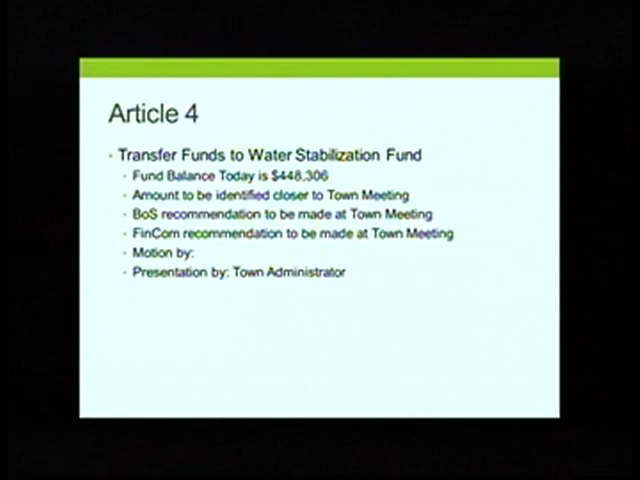 Article 4
Transfer Funds to Water Stabilization Fund
Fund Balance Today is $448,306
Amount to be identified closer to Town Meeting
BoS recommendation to be made at Town Meeting
FinCom recommendation to be made at Town Meeting
Motion by:
Presentation by: Town Administrator